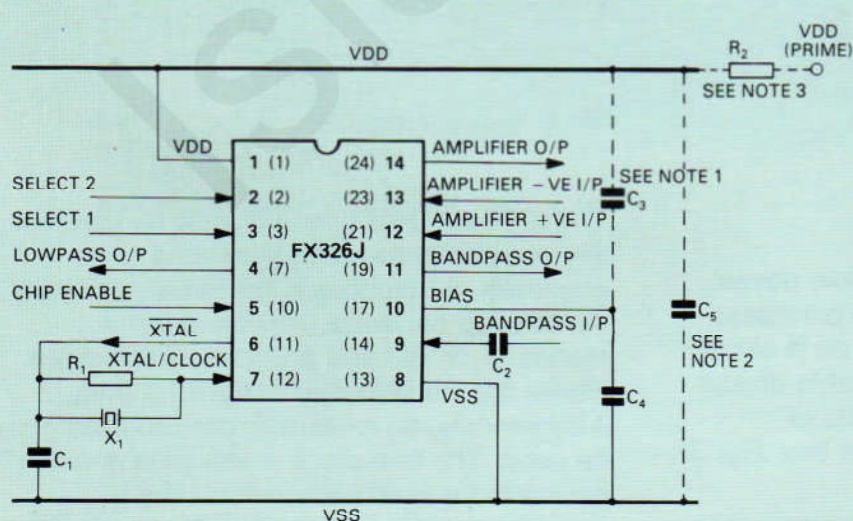 VDD
R2
VDD
(PRIME)
SEE NOTE 3
VDD
1 (1)
(24) 14
AMPLIFIER O/P
SELECT 2
2 (2)
(23) 13
AMPLIFIER −VE I/P
SEE NOTE 1
C3
SELECT 1
3 (3)
(21) 12
AMPLIFIER +VE I/P
FX326J
LOWPASS O/P
4 (7)
(19) 11
BANDPASS O/P
CHIP ENABLE
5 (10)
(17) 10
BIAS
C5
SEE
NOTE 2
XTAL
6 (11)
(14) 9
BANDPASS I/P
C2
R1
XTAL/CLOCK
7 (12)
(13) 8
VSS
C4
X1
C1
VSS